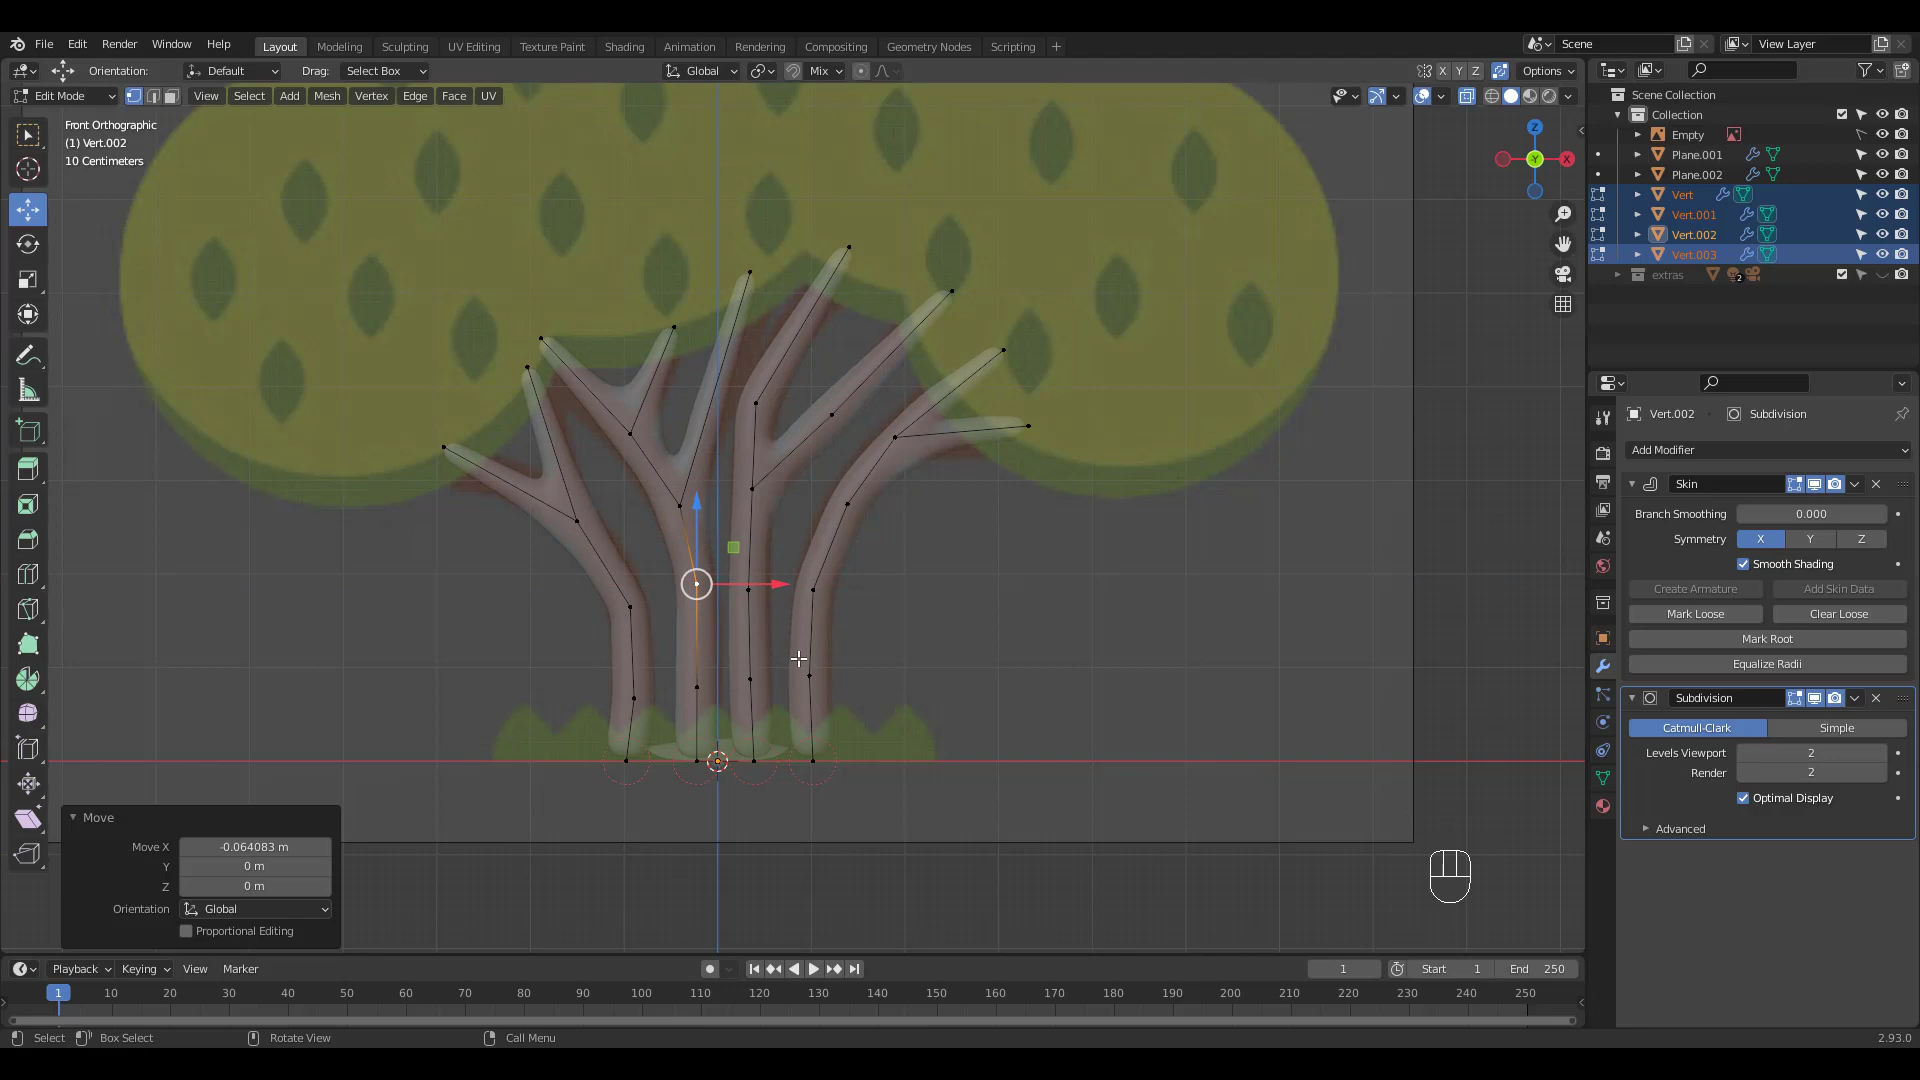 File Edit Render Window Help Layout Modeling Sculpting UV Editing Texture Paint Shading Animation Rendering Compositing Geometry Nodes Scripting + Scene View Layer
Orientation: Default Drag: Select Box Global Mix X Y Z Options
Edit Mode View Select Add Mesh Vertex Edge Face UV
Front Orthographic
(1) Vert.002
10 Centimeters
Z
Y
X
Scene Collection
Collection
Empty
Plane.001
Plane.002
Vert
Vert.001
Vert.002
Vert.003
extras 2
Vert.002 Subdivision
Add Modifier
Skin
Branch Smoothing 0.000
Symmetry X Y Z
Smooth Shading
Create Armature Add Skin Data
Mark Loose Clear Loose
Mark Root
Equalize Radii
Subdivision
Catmull-Clark Simple
Levels Viewport 2
Render 2
Optimal Display
Advanced
Move
Move X -0.064083 m
Y 0 m
Z 0 m
Orientation Global
Proportional Editing
Playback Keying View Marker 1 Start 1 End 250
1 10 20 30 40 50 60 70 80 90 100 110 120 130 140 150 160 170 180 190 200 210 220 230 240 250
Select Box Select Rotate View Call Menu 2.93.0